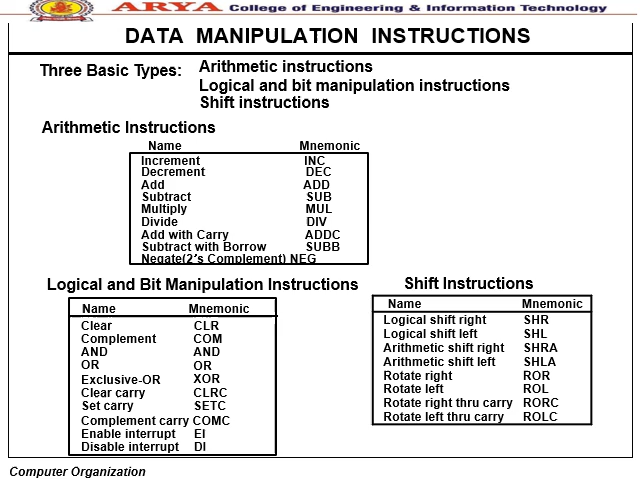 ARYA College of Engineering & Information Technology
DATA MANIPULATION INSTRUCTIONS
Three Basic Types: Arithmetic instructions
Logical and bit manipulation instructions
Shift instructions
Arithmetic Instructions
Name Mnemonic
Increment INC
Decrement DEC
Add ADD
Subtract SUB
Multiply MUL
Divide DIV
Add with Carry ADDC
Subtract with Borrow SUBB
Negate(2's Complement) NEG
Logical and Bit Manipulation Instructions
Name Mnemonic
Clear CLR
Complement COM
AND AND
OR OR
Exclusive-OR XOR
Clear carry CLRC
Set carry SETC
Complement carry COMC
Enable interrupt EI
Disable interrupt DI
Shift Instructions
Name Mnemonic
Logical shift right SHR
Logical shift left SHL
Arithmetic shift right SHRA
Arithmetic shift left SHLA
Rotate right ROR
Rotate left ROL
Rotate right thru carry RORC
Rotate left thru carry ROLC
Computer Organization